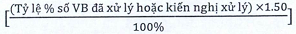 [(Tỷ lệ % số VB đã xử lý hoặc kiến nghị xử lý) ×1.50
100%]